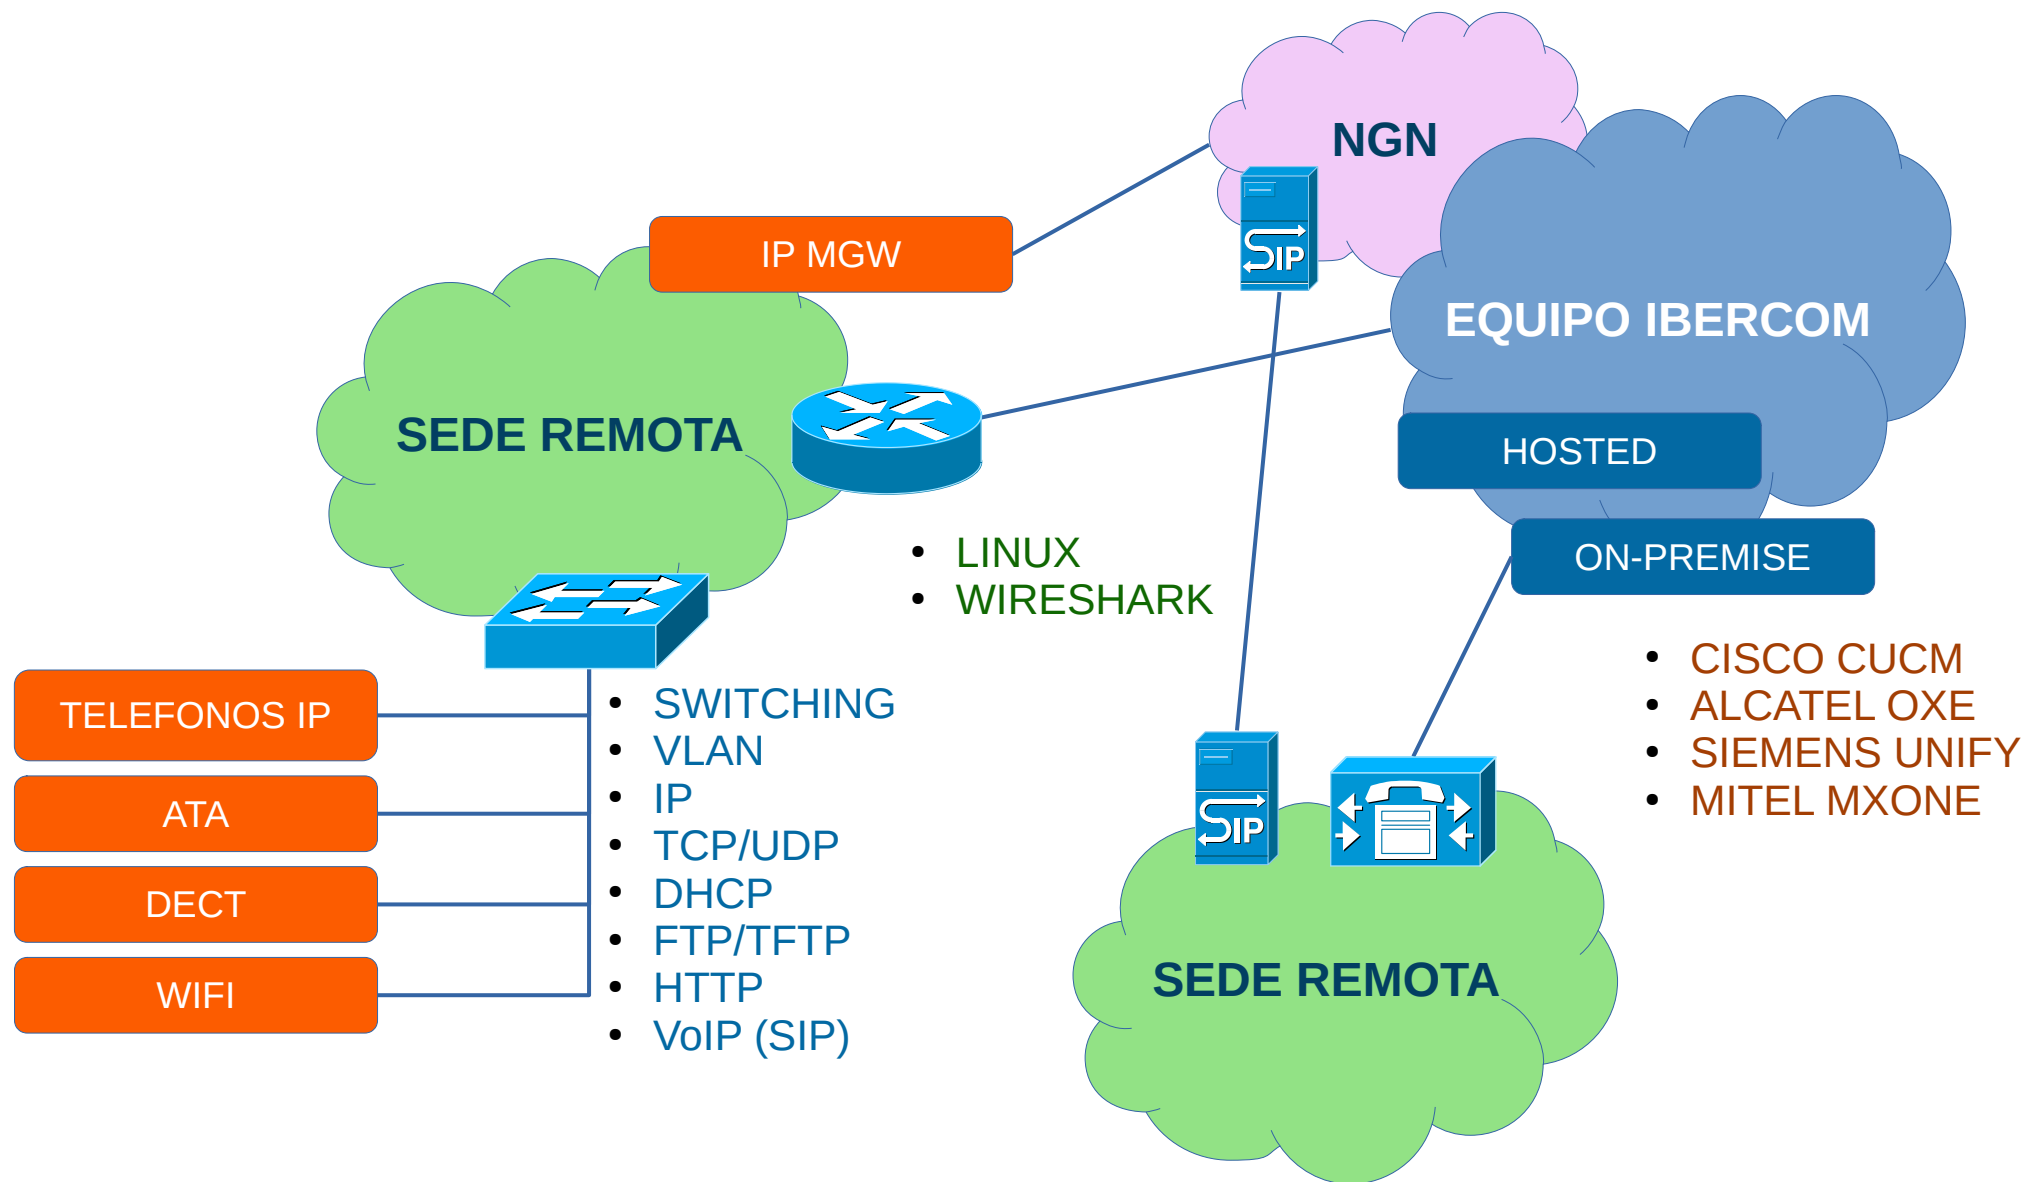 NGN
IP MGW
SIP
EQUIPO IBERCOM
SEDE REMOTA
HOSTED
ON-PREMISE
• LINUX
• WIRESHARK
• CISCO CUCM
• ALCATEL OXE
• SIEMENS UNIFY
• MITEL MXONE
TELEFONOS IP
ATA
DECT
WIFI
• SWITCHING
• VLAN
• IP
• TCP/UDP
• DHCP
• FTP/TFTP
• HTTP
• VoIP (SIP)
SIP
SEDE REMOTA